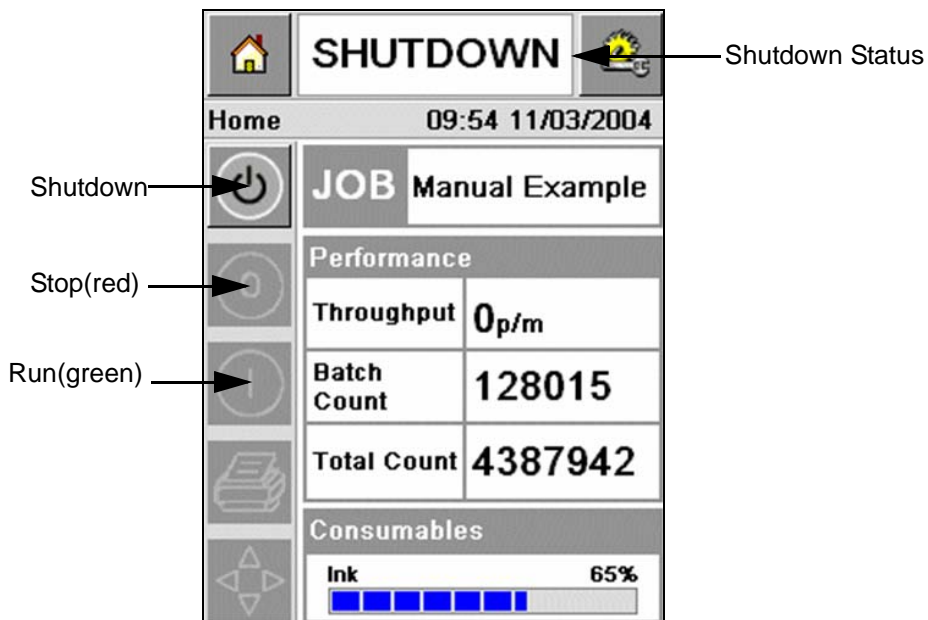 SHUTDOWN
Shutdown Status
Home 09:54 11/03/2004
Shutdown
JOB Manual Example
Performance
Stop(red)
Throughput 0p/m
Run(green)
Batch Count 128015
Total Count 4387942
Consumables
Ink 65%